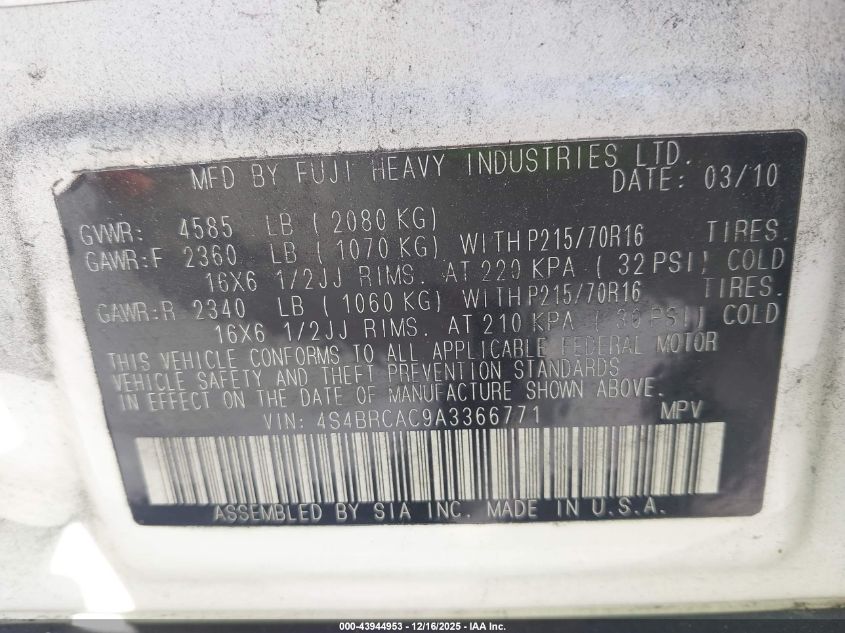 MFD BY FUJI HEAVY INDUSTRIES LTD.
DATE: 03/10
GVWR: 4585 LB ( 2080 KG)
GAWR:F 2360 LB ( 1070 KG) WITH P215/70R16 TIRES.
16X6 1/2JJ RIMS. AT 220 KPA ( 32 PSI) COLD
GAWR:R 2340 LB ( 1060 KG) WITH P215/70R16 TIRES.
16X6 1/2JJ RIMS. AT 210 KPA ( 30 PSI) COLD
THIS VEHICLE CONFORMS TO ALL APPLICABLE FEDERAL MOTOR
VEHICLE SAFETY AND THEFT PREVENTION STANDARDS
IN EFFECT ON THE DATE OF MANUFACTURE SHOWN ABOVE.
VIN: 4S4BRCAC9A3366771 MPV
ASSEMBLED BY SIA INC. MADE IN U.S.A.
000-43944953 - 12/16/2025 - IAA Inc.